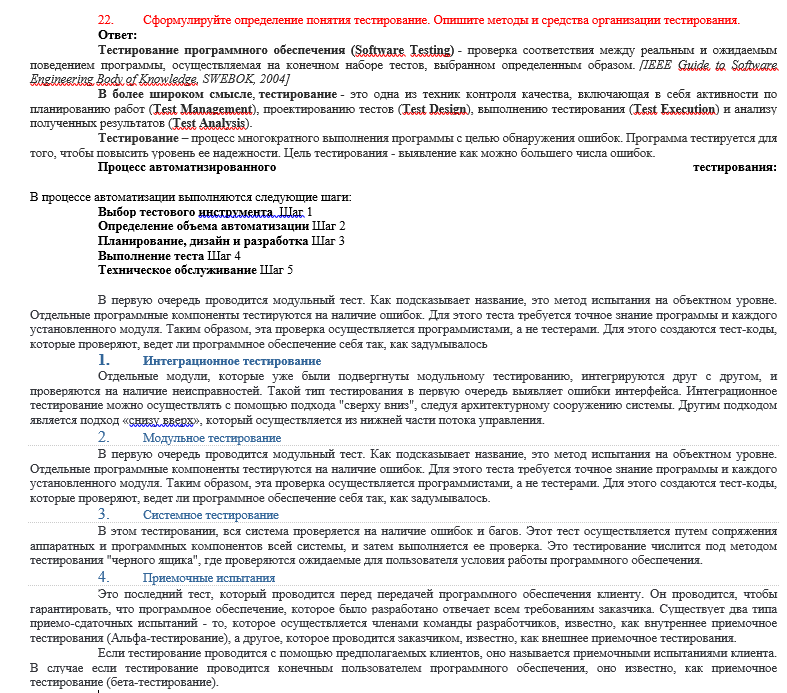 22. Сформулируйте определение понятия тестирование. Опишите методы и средства организации тестирования.
Ответ:
Тестирование программного обеспечения (Software Testing) - проверка соответствия между реальным и ожидаемым
поведением программы, осуществляемая на конечном наборе тестов, выбранном определенным образом. [IEEE Guide to Software
Engineering Body of Knowledge, SWEBOK, 2004]
В более широком смысле, тестирование - это одна из техник контроля качества, включающая в себя активности по
планированию работ (Test Management), проектированию тестов (Test Design), выполнению тестирования (Test Execution) и анализу
полученных результатов (Test Analysis).
Тестирование – процесс многократного выполнения программы с целью обнаружения ошибок. Программа тестируется для
того, чтобы повысить уровень ее надежности. Цель тестирования - выявление как можно большего числа ошибок.
Процесс автоматизированного тестирования:
В процессе автоматизации выполняются следующие шаги:
Выбор тестового инструмента Шаг 1
Определение объема автоматизации Шаг 2
Планирование, дизайн и разработка Шаг 3
Выполнение теста Шаг 4
Техническое обслуживание Шаг 5
В первую очередь проводится модульный тест. Как подсказывает название, это метод испытания на объектном уровне.
Отдельные программные компоненты тестируются на наличие ошибок. Для этого теста требуется точное знание программы и каждого
установленного модуля. Таким образом, эта проверка осуществляется программистами, а не тестерами. Для этого создаются тест-коды,
которые проверяют, ведет ли программное обеспечение себя так, как задумывалось
1. Интеграционное тестирование
Отдельные модули, которые уже были подвергнуты модульному тестированию, интегрируются друг с другом, и
проверяются на наличие неисправностей. Такой тип тестирования в первую очередь выявляет ошибки интерфейса. Интеграционное
тестирование можно осуществлять с помощью подхода "сверху вниз", следуя архитектурному сооружению системы. Другим подходом
является подход «снизу вверх», который осуществляется из нижней части потока управления.
2. Модульное тестирование
В первую очередь проводится модульный тест. Как подсказывает название, это метод испытания на объектном уровне.
Отдельные программные компоненты тестируются на наличие ошибок. Для этого теста требуется точное знание программы и каждого
установленного модуля. Таким образом, эта проверка осуществляется программистами, а не тестерами. Для этого создаются тест-коды,
которые проверяют, ведет ли программное обеспечение себя так, как задумывалось.
3. Системное тестирование
В этом тестировании, вся система проверяется на наличие ошибок и багов. Этот тест осуществляется путем сопряжения
аппаратных и программных компонентов всей системы, и затем выполняется ее проверка. Это тестирование числится под методом
тестирования "черного ящика", где проверяются ожидаемые для пользователя условия работы программного обеспечения.
4. Приемочные испытания
Это последний тест, который проводится перед передачей программного обеспечения клиенту. Он проводится, чтобы
гарантировать, что программное обеспечение, которое было разработано отвечает всем требованиям заказчика. Существует два типа
приемо-сдаточных испытаний - то, которое осуществляется членами команды разработчиков, известно, как внутреннее приемочное
тестирования (Альфа-тестирование), а другое, которое проводится заказчиком, известно, как внешнее приемочное тестирования.
Если тестирование проводится с помощью предполагаемых клиентов, оно называется приемочными испытаниями клиента.
В случае если тестирование проводится конечным пользователем программного обеспечения, оно известно, как приемочное
тестирование (бета-тестирование).